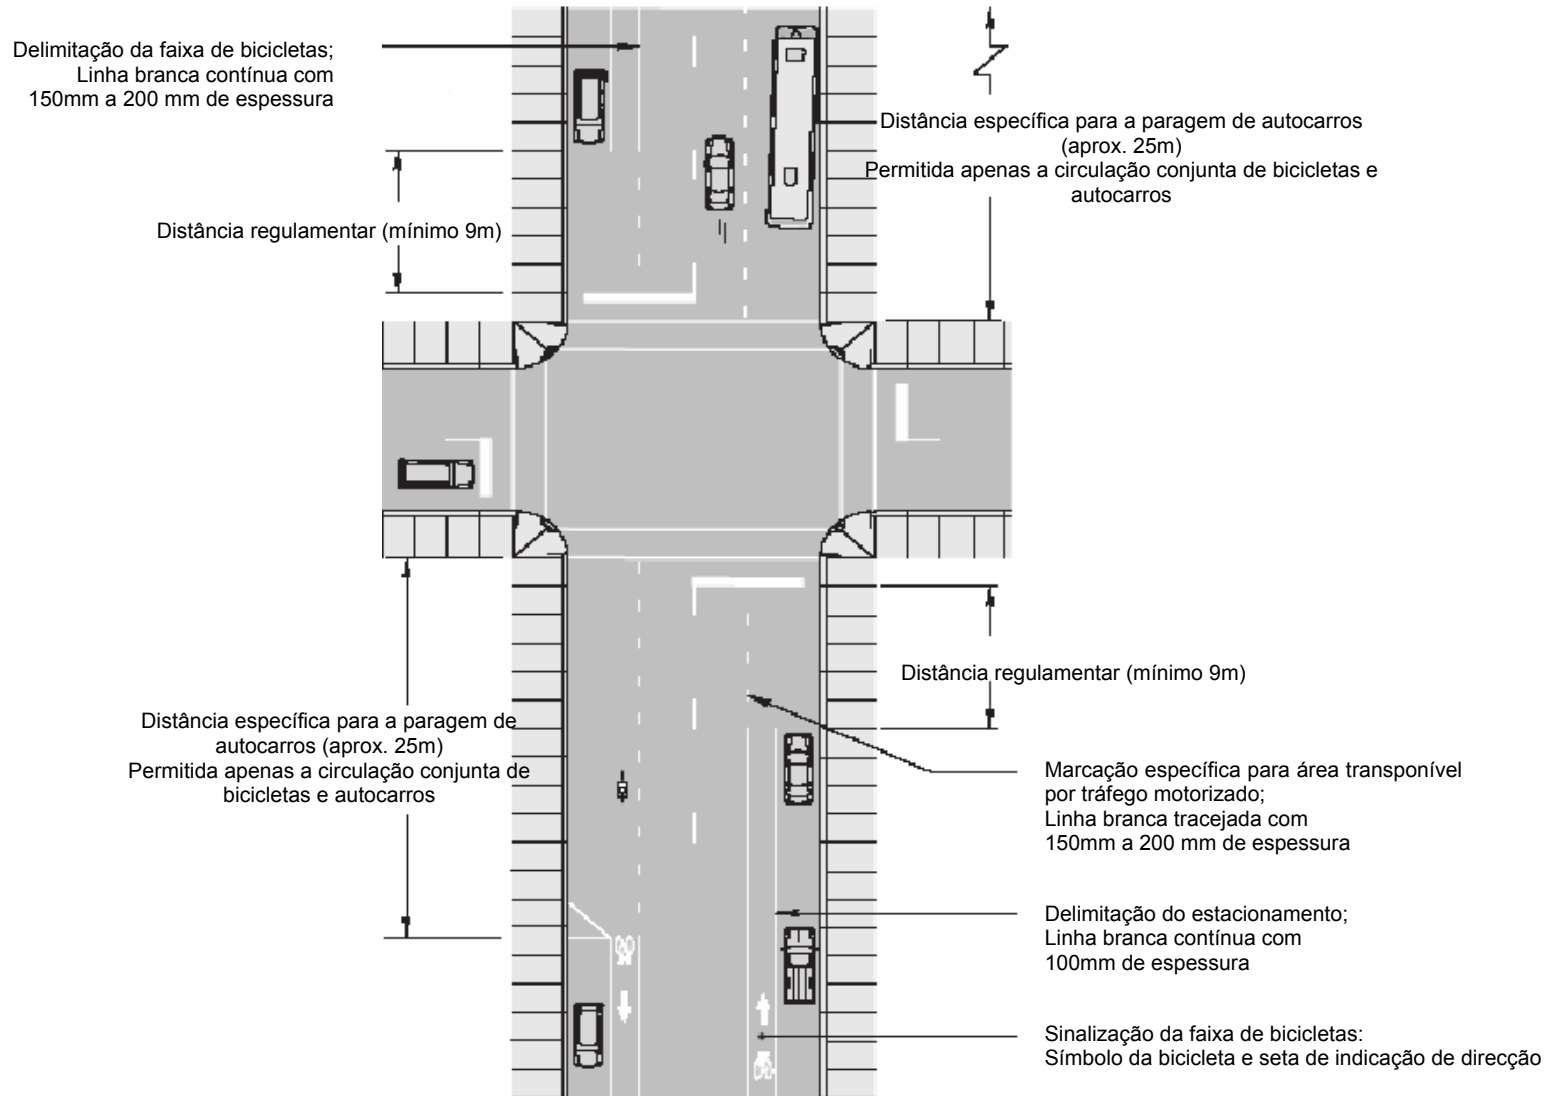 Delimitação da faixa de bicicletas;
Linha branca contínua com
150mm a 200 mm de espessura
Distância específica para a paragem de autocarros
(aprox. 25m)
Permitida apenas a circulação conjunta de bicicletas e
autocarros
Distância regulamentar (mínimo 9m)
Distância regulamentar (mínimo 9m)
Distância específica para a paragem de
autocarros (aprox. 25m)
Permitida apenas a circulação conjunta de
bicicletas e autocarros
Marcação específica para área transponível
por tráfego motorizado;
Linha branca tracejada com
150mm a 200 mm de espessura
Delimitação do estacionamento;
Linha branca contínua com
100mm de espessura
Sinalização da faixa de bicicletas:
Símbolo da bicicleta e seta de indicação de direcção